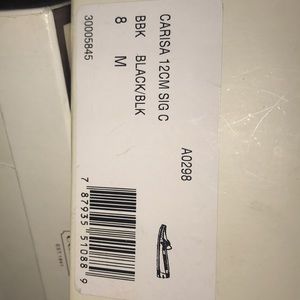 CARISA 12CM SIG C
BBK BLACK/BLK
8 M
30005845
A0298
7 87935 51088 9